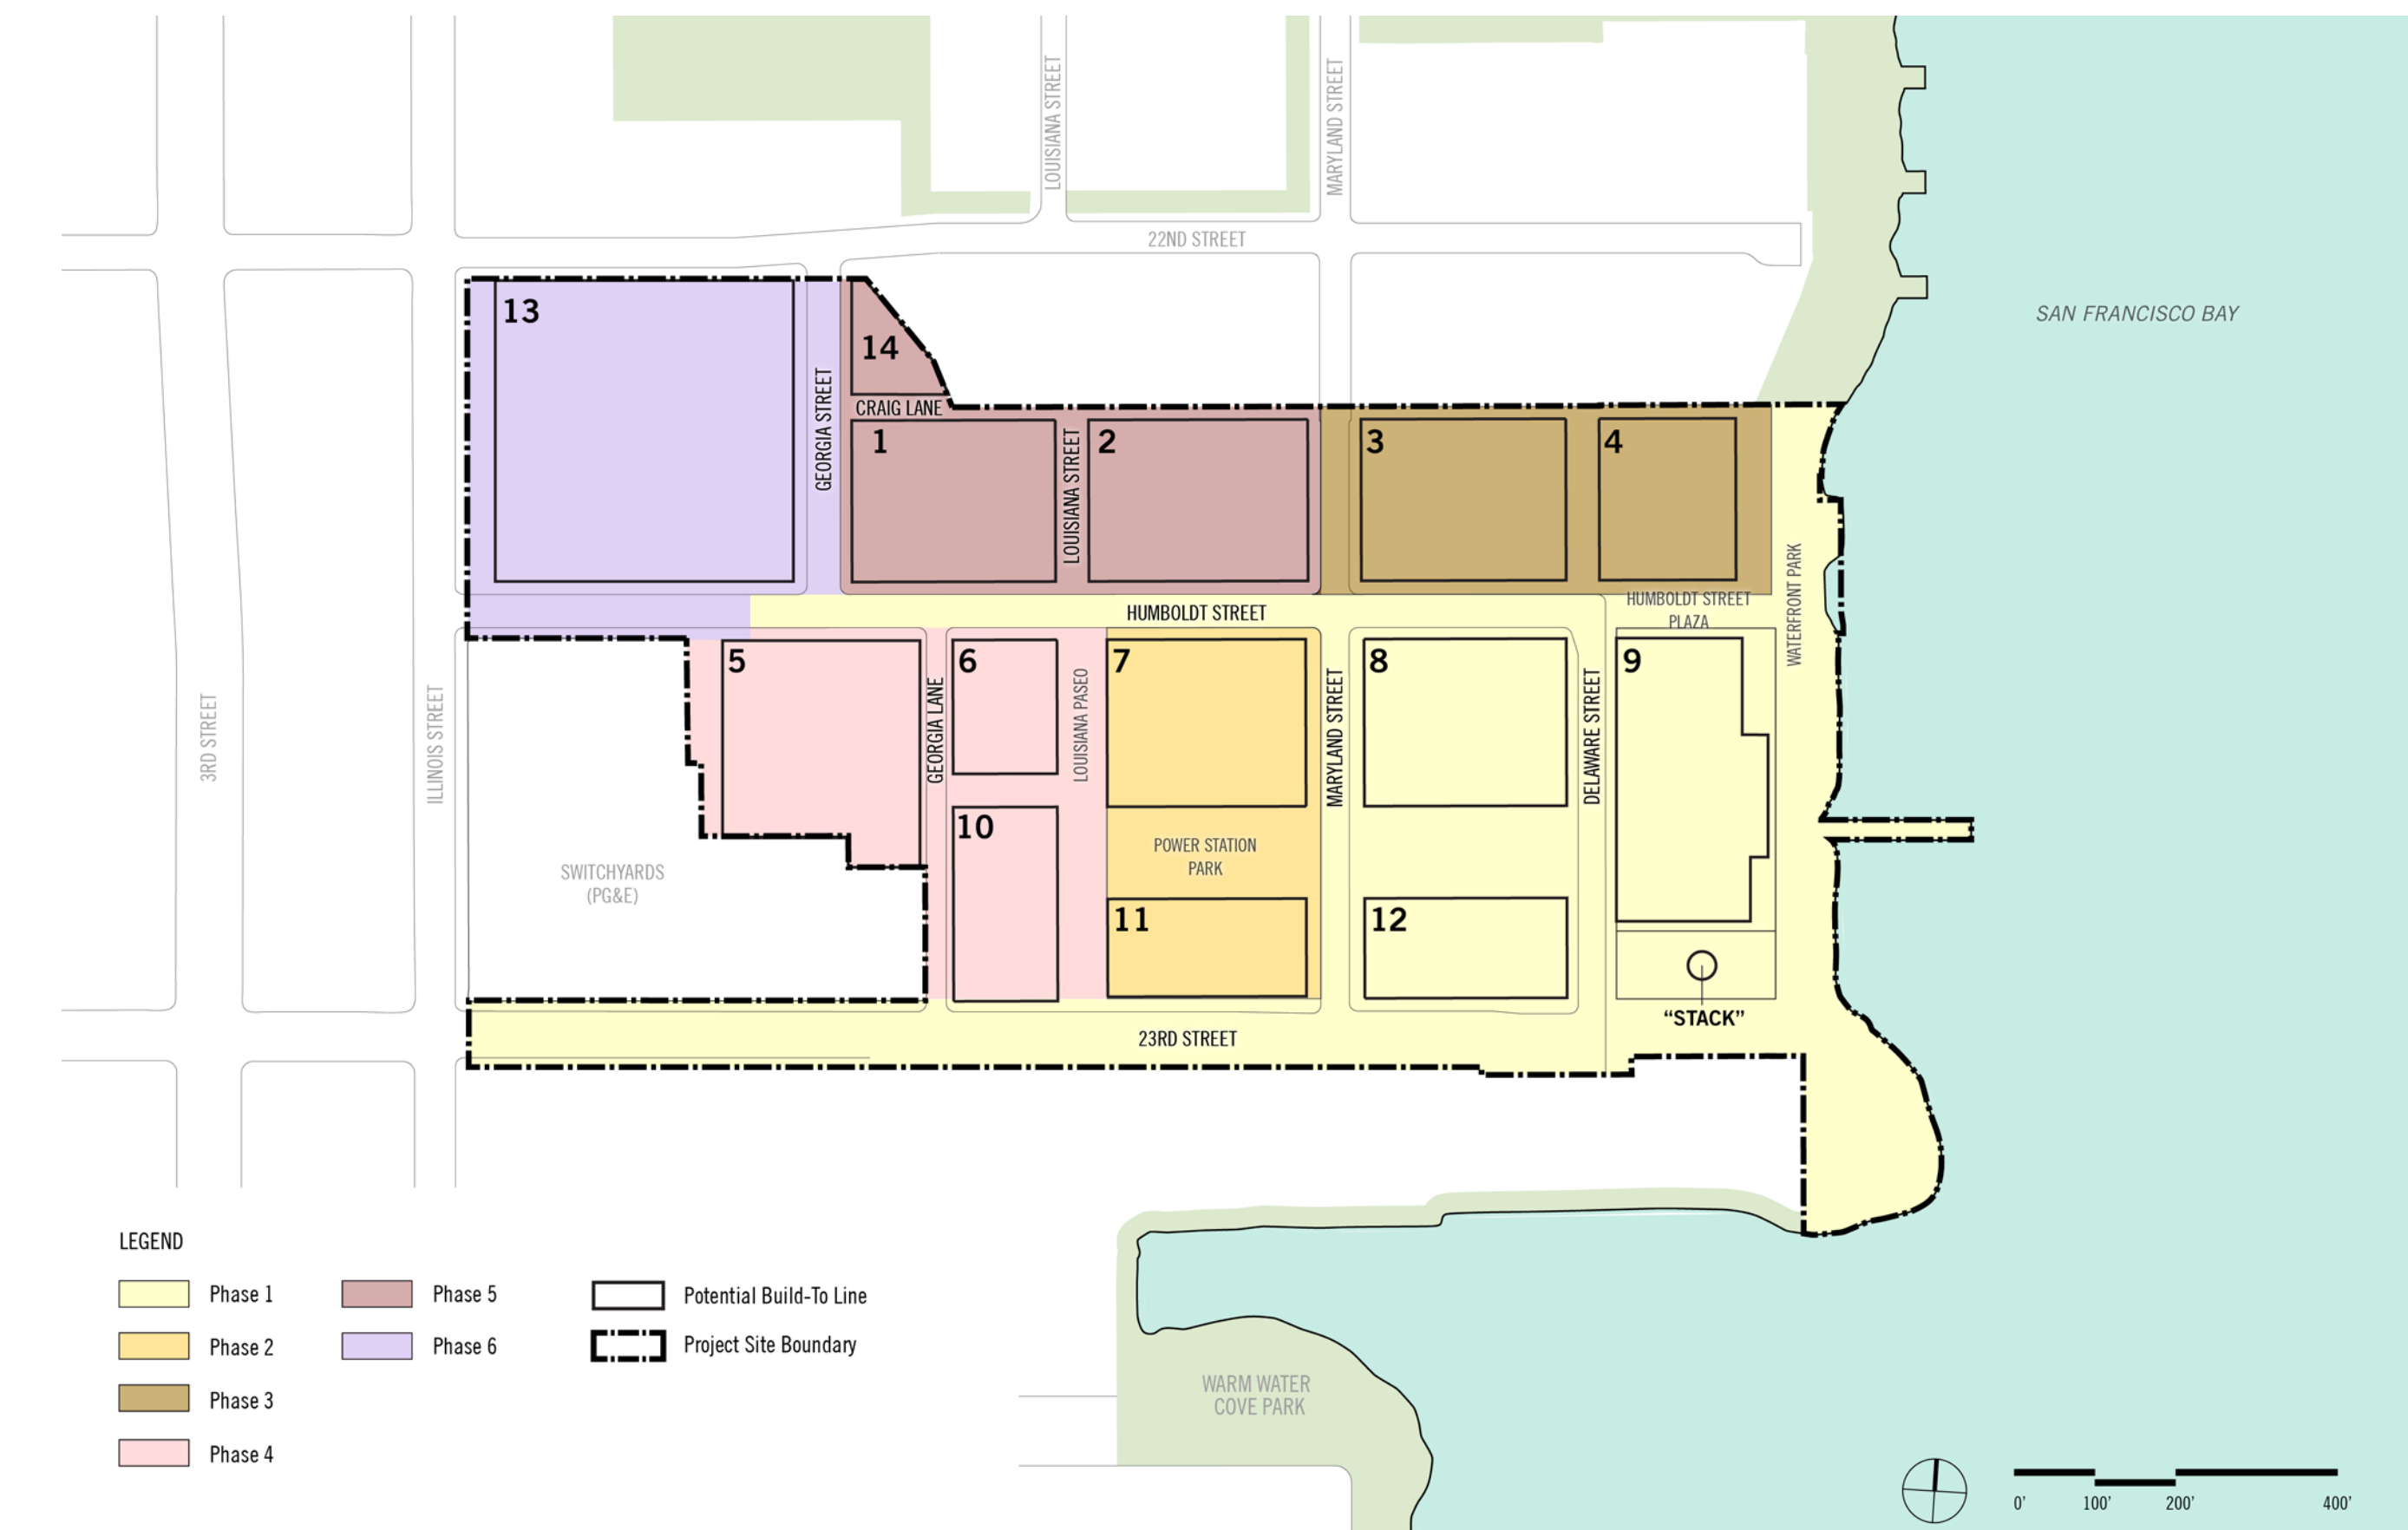 LOUISIANA STREET
MARYLAND STREET
22ND STREET
SAN FRANCISCO BAY
13
14
GEORGIA STREET
CRAIG LANE
1
LOUISIANA STREET
2
3
4
WATERFRONT PARK
HUMBOLDT STREET
HUMBOLDT STREET
PLAZA
5
6
7
8
9
3RD STREET
ILLINOIS STREET
GEORGIA LANE
LOUISIANA PASEO
MARYLAND STREET
DELAWARE STREET
10
POWER STATION
PARK
SWITCHYARDS
(PG&E)
11
12
"STACK"
23RD STREET
LEGEND
Phase 1
Phase 2
Phase 3
Phase 4
Phase 5
Phase 6
Potential Build-To Line
Project Site Boundary
WARM WATER
COVE PARK
0' 100' 200' 400'